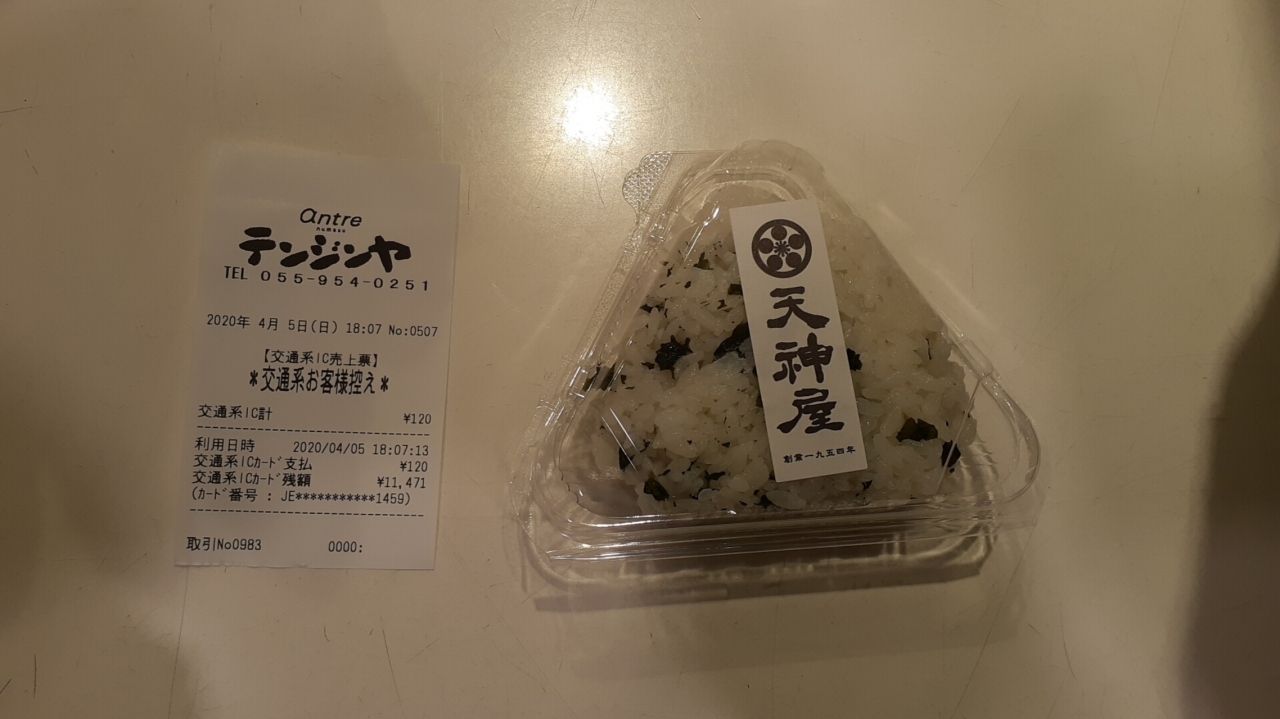 antre
numazu
テンジンヤ
TEL 055-954-0251
2020年 4月 5日(日) 18:07 No:0507
【交通系IC売上票】
*交通系お客様控え*
交通系IC計 ¥120
利用日時 2020/04/05 18:07:13
交通系ICカード支払 ¥120
交通系ICカード残額 ¥11,471
(カード番号 : JE***********1459)
取引No0983 0000:
天神屋
創業一九五四年